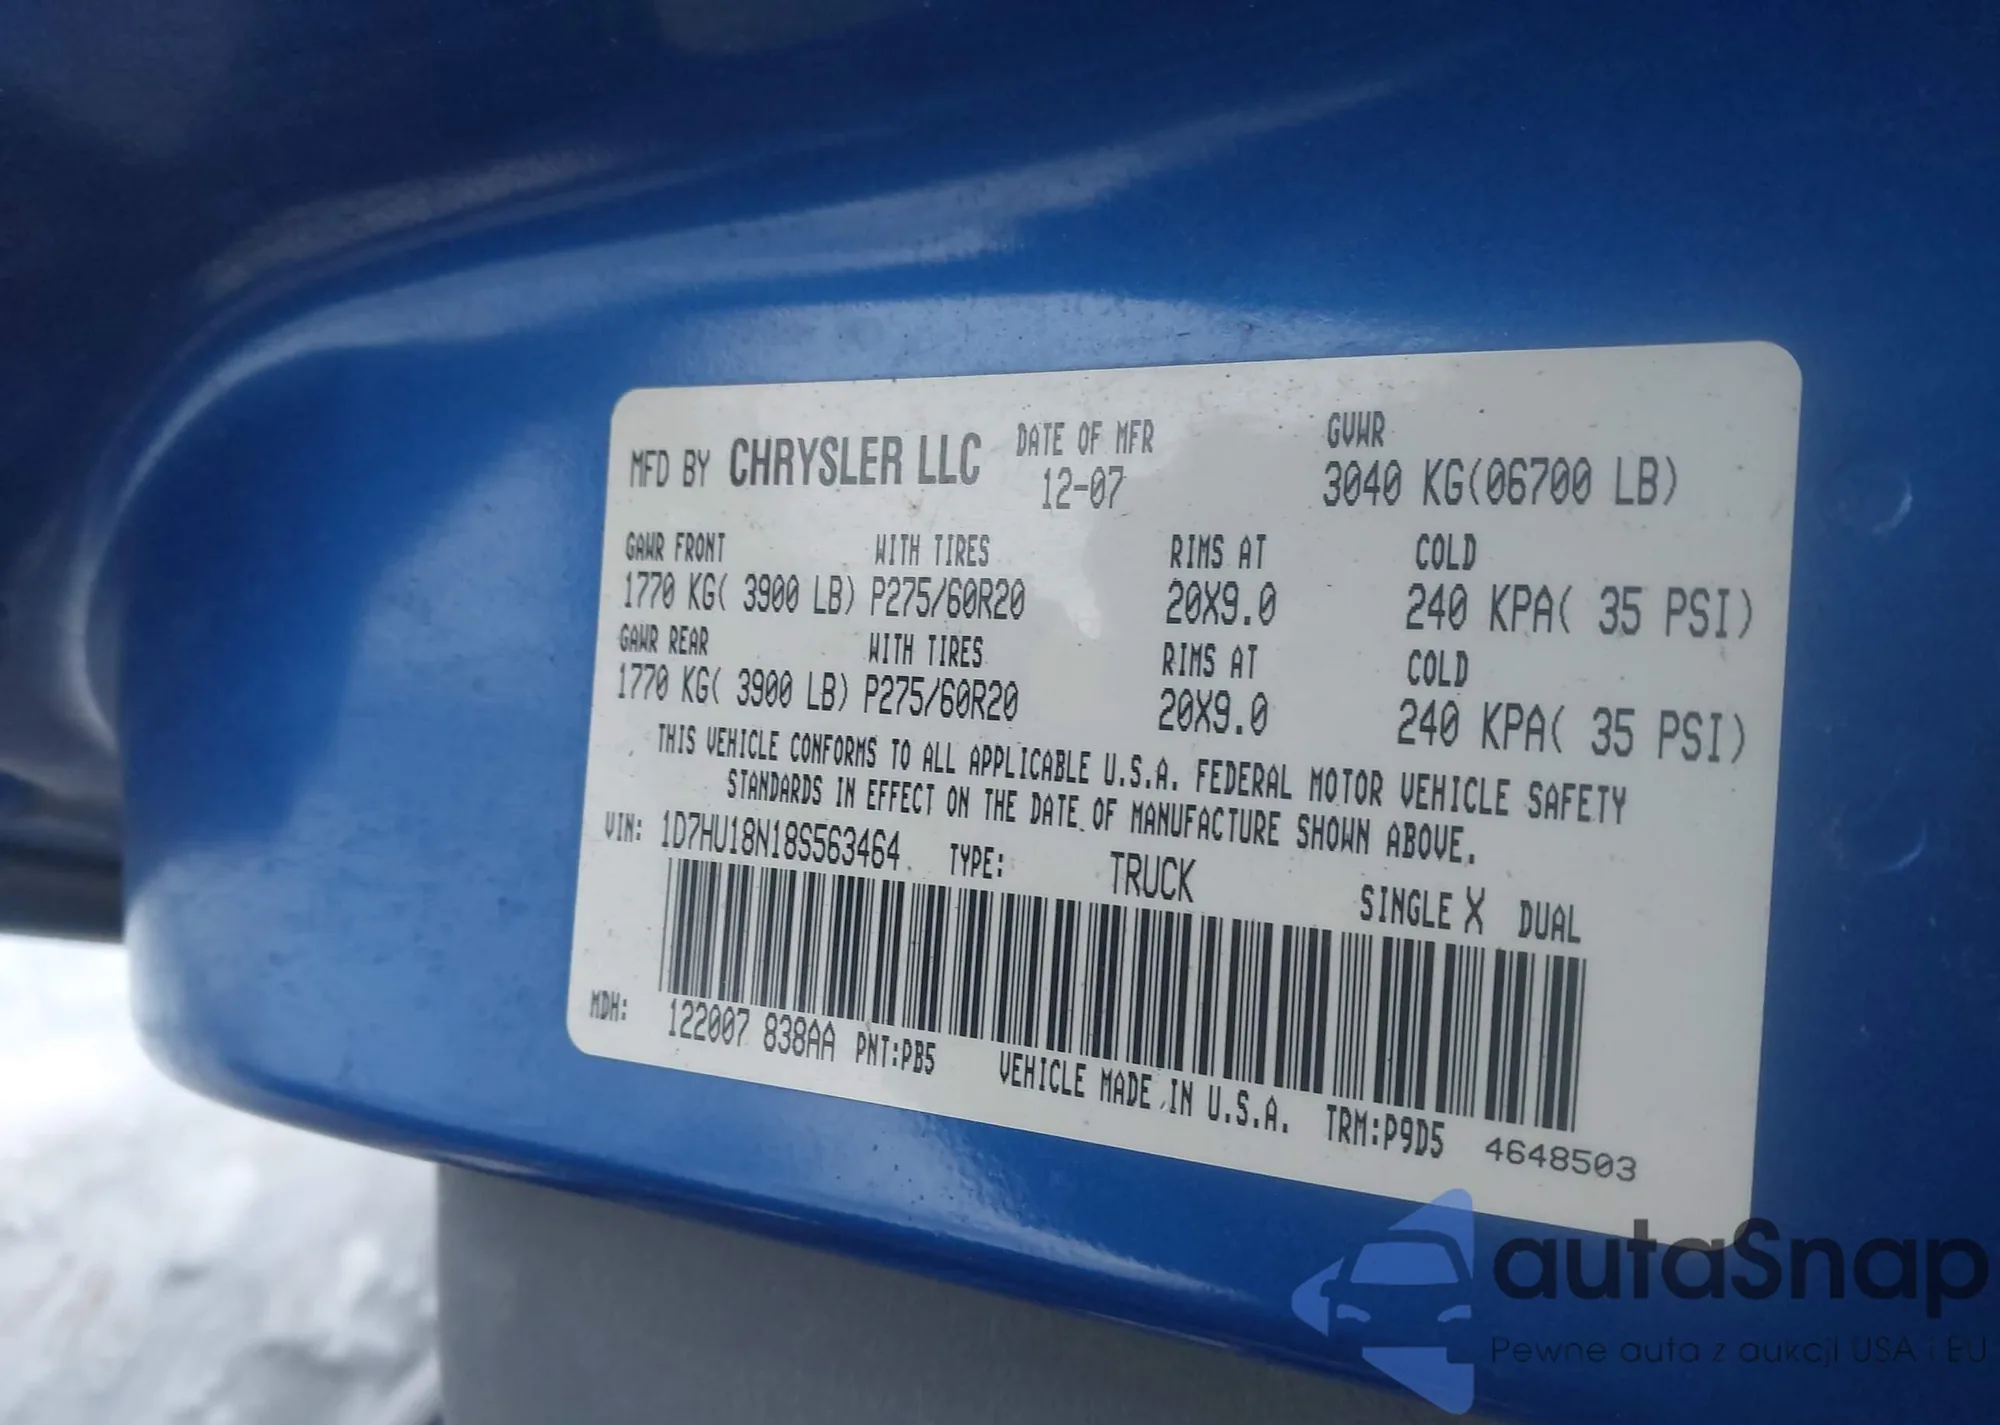 MFD BY CHRYSLER LLC DATE OF MFR GVWR
12-07 3040 KG(06700 LB)
GAWR FRONT WITH TIRES RIMS AT COLD
1770 KG( 3900 LB) P275/60R20 20X9.0 240 KPA( 35 PSI)
GAWR REAR WITH TIRES RIMS AT COLD
1770 KG( 3900 LB) P275/60R20 20X9.0 240 KPA( 35 PSI)
THIS VEHICLE CONFORMS TO ALL APPLICABLE U.S.A. FEDERAL MOTOR VEHICLE SAFETY
STANDARDS IN EFFECT ON THE DATE OF MANUFACTURE SHOWN ABOVE.
VIN: 1D7HU18N18S563464 TYPE: TRUCK SINGLE X DUAL
MDH: 122007 838AA PNT:PB5 VEHICLE MADE IN U.S.A. TRM:P9D5 4648503
autaSnap
Pewne auta z aukcji USA i EU